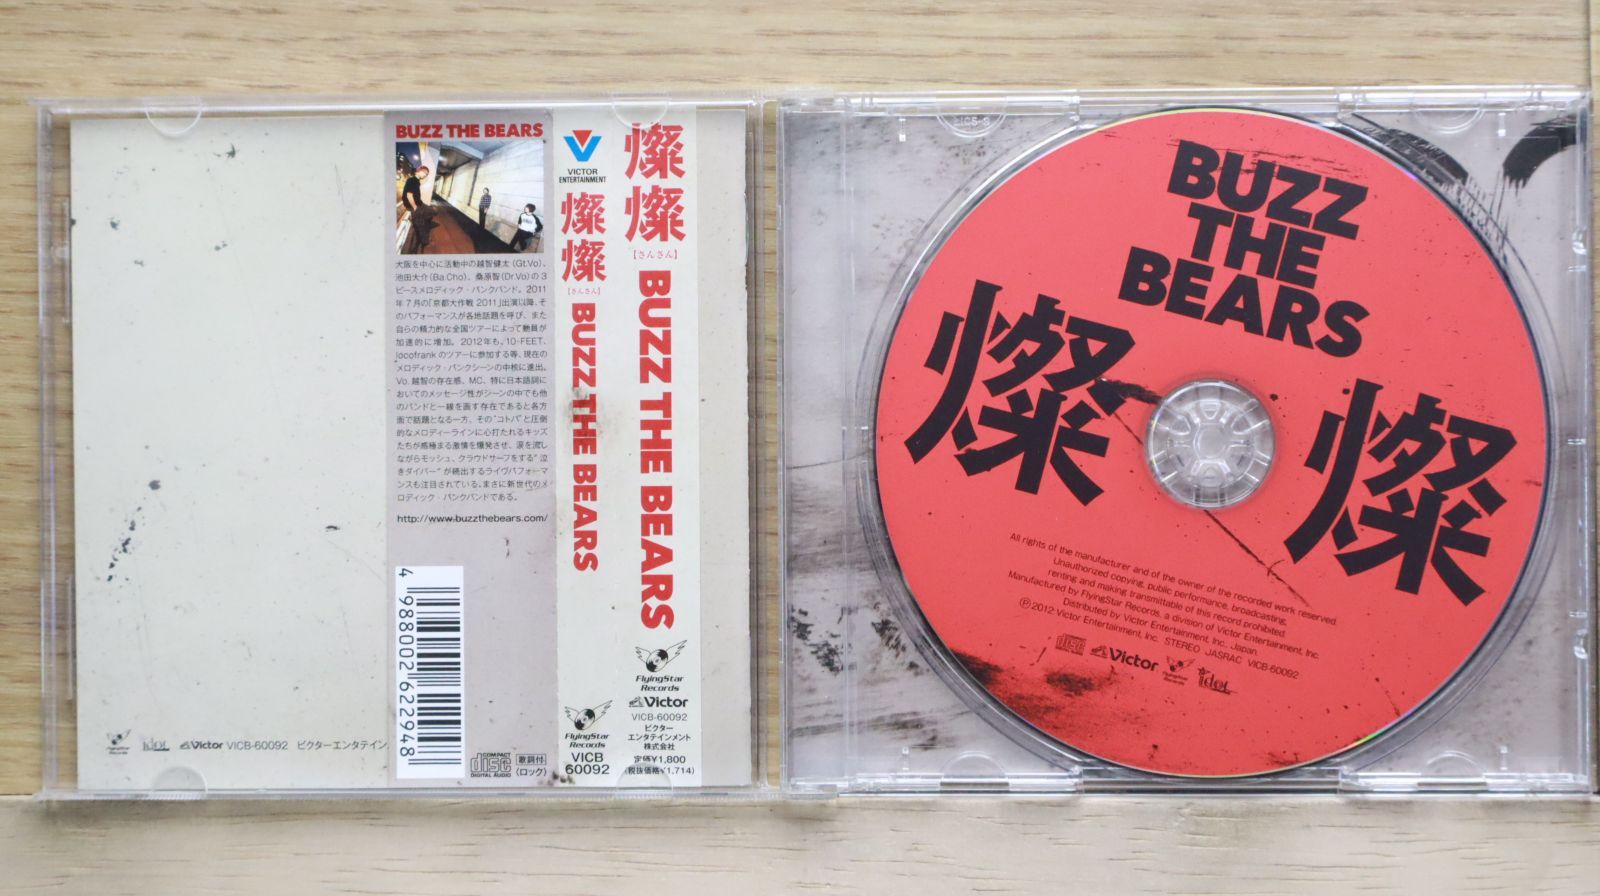 BUZZ THE BEARS
大阪を中心に活動中の越智健太(Gt.Vo)、
池田大介(Ba.Cho)、桑原智(Dr.Vo)の3
ピースメロディック・パンクバンド。2011
年7月の「京都大作戦 2011」出演以降、そ
のパフォーマンスが各地話題を呼び、また
自らの精力的な全国ツアーによって動員が
加速的に増加。2012年も、10-FEET、
locofrankのツアーに参加する等、現在の
メロディック・パンクシーンの中核に進出。
Vo.越智の存在感、MC、特に日本語詞に
おいてのメッセージ性がシーンの中でも他
のバンドと一線を画す存在であると各方
面で話題となる一方、その“コトバ”と圧倒
的なメロディーラインに心打たれるキッズ
たちが感極まる激情を爆発させ、涙を流し
ながらモッシュ、クラウドサーフをする“泣
きダイバー”が続出するライヴパフォーマ
ンスも注目されている。まさに新世代のメ
ロディック・パンクバンドである。
http://www.buzzthebears.com/
4 988002 622948
COMPACT
disc
DIGITAL AUDIO
歌詞付
(ロック)
FlyingStar
Records
idol
Victor VICB-60092 ビクターエンタテイン
VICTOR
ENTERTAINMENT
燦燦
【さんさん】
BUZZ THE BEARS
FlyingStar
Records
VICB
60092
燦燦
【さんさん】
BUZZ THE BEARS
FlyingStar
Records
Victor
VICB-60092
ビクター
エンタテインメント
株式会社
定価¥1,800
(税抜価格¥1,714)
BUZZ
THE
BEARS
燦燦
All rights of the manufacturer and of the owner of the recorded work reserved.
Unauthorized copying, public performance, broadcasting,
renting and making transmittable of this record prohibited.
Manufactured by FlyingStar Records, a division of Victor Entertainment, Inc.
Distributed by Victor Entertainment, Inc., Japan.
Ⓟ2012 Victor Entertainment, Inc. STEREO JASRAC VICB-60092
disc
Victor
FlyingStar
Records
idol